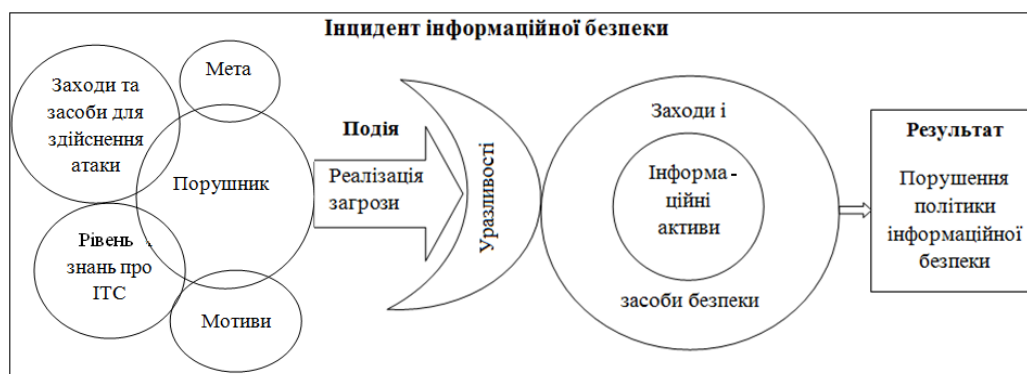 Інцидент інформаційної безпеки
Заходи та
засоби для
здійснення
атаки
Мета
Порушник
Рівень
знань про
ІТС
Мотиви
Подія
Реалізація
загрози
Уразливості
Заходи і
Інформа -
ційні
активи
засоби безпеки
Результат
Порушення
політики
інформаційної
безпеки